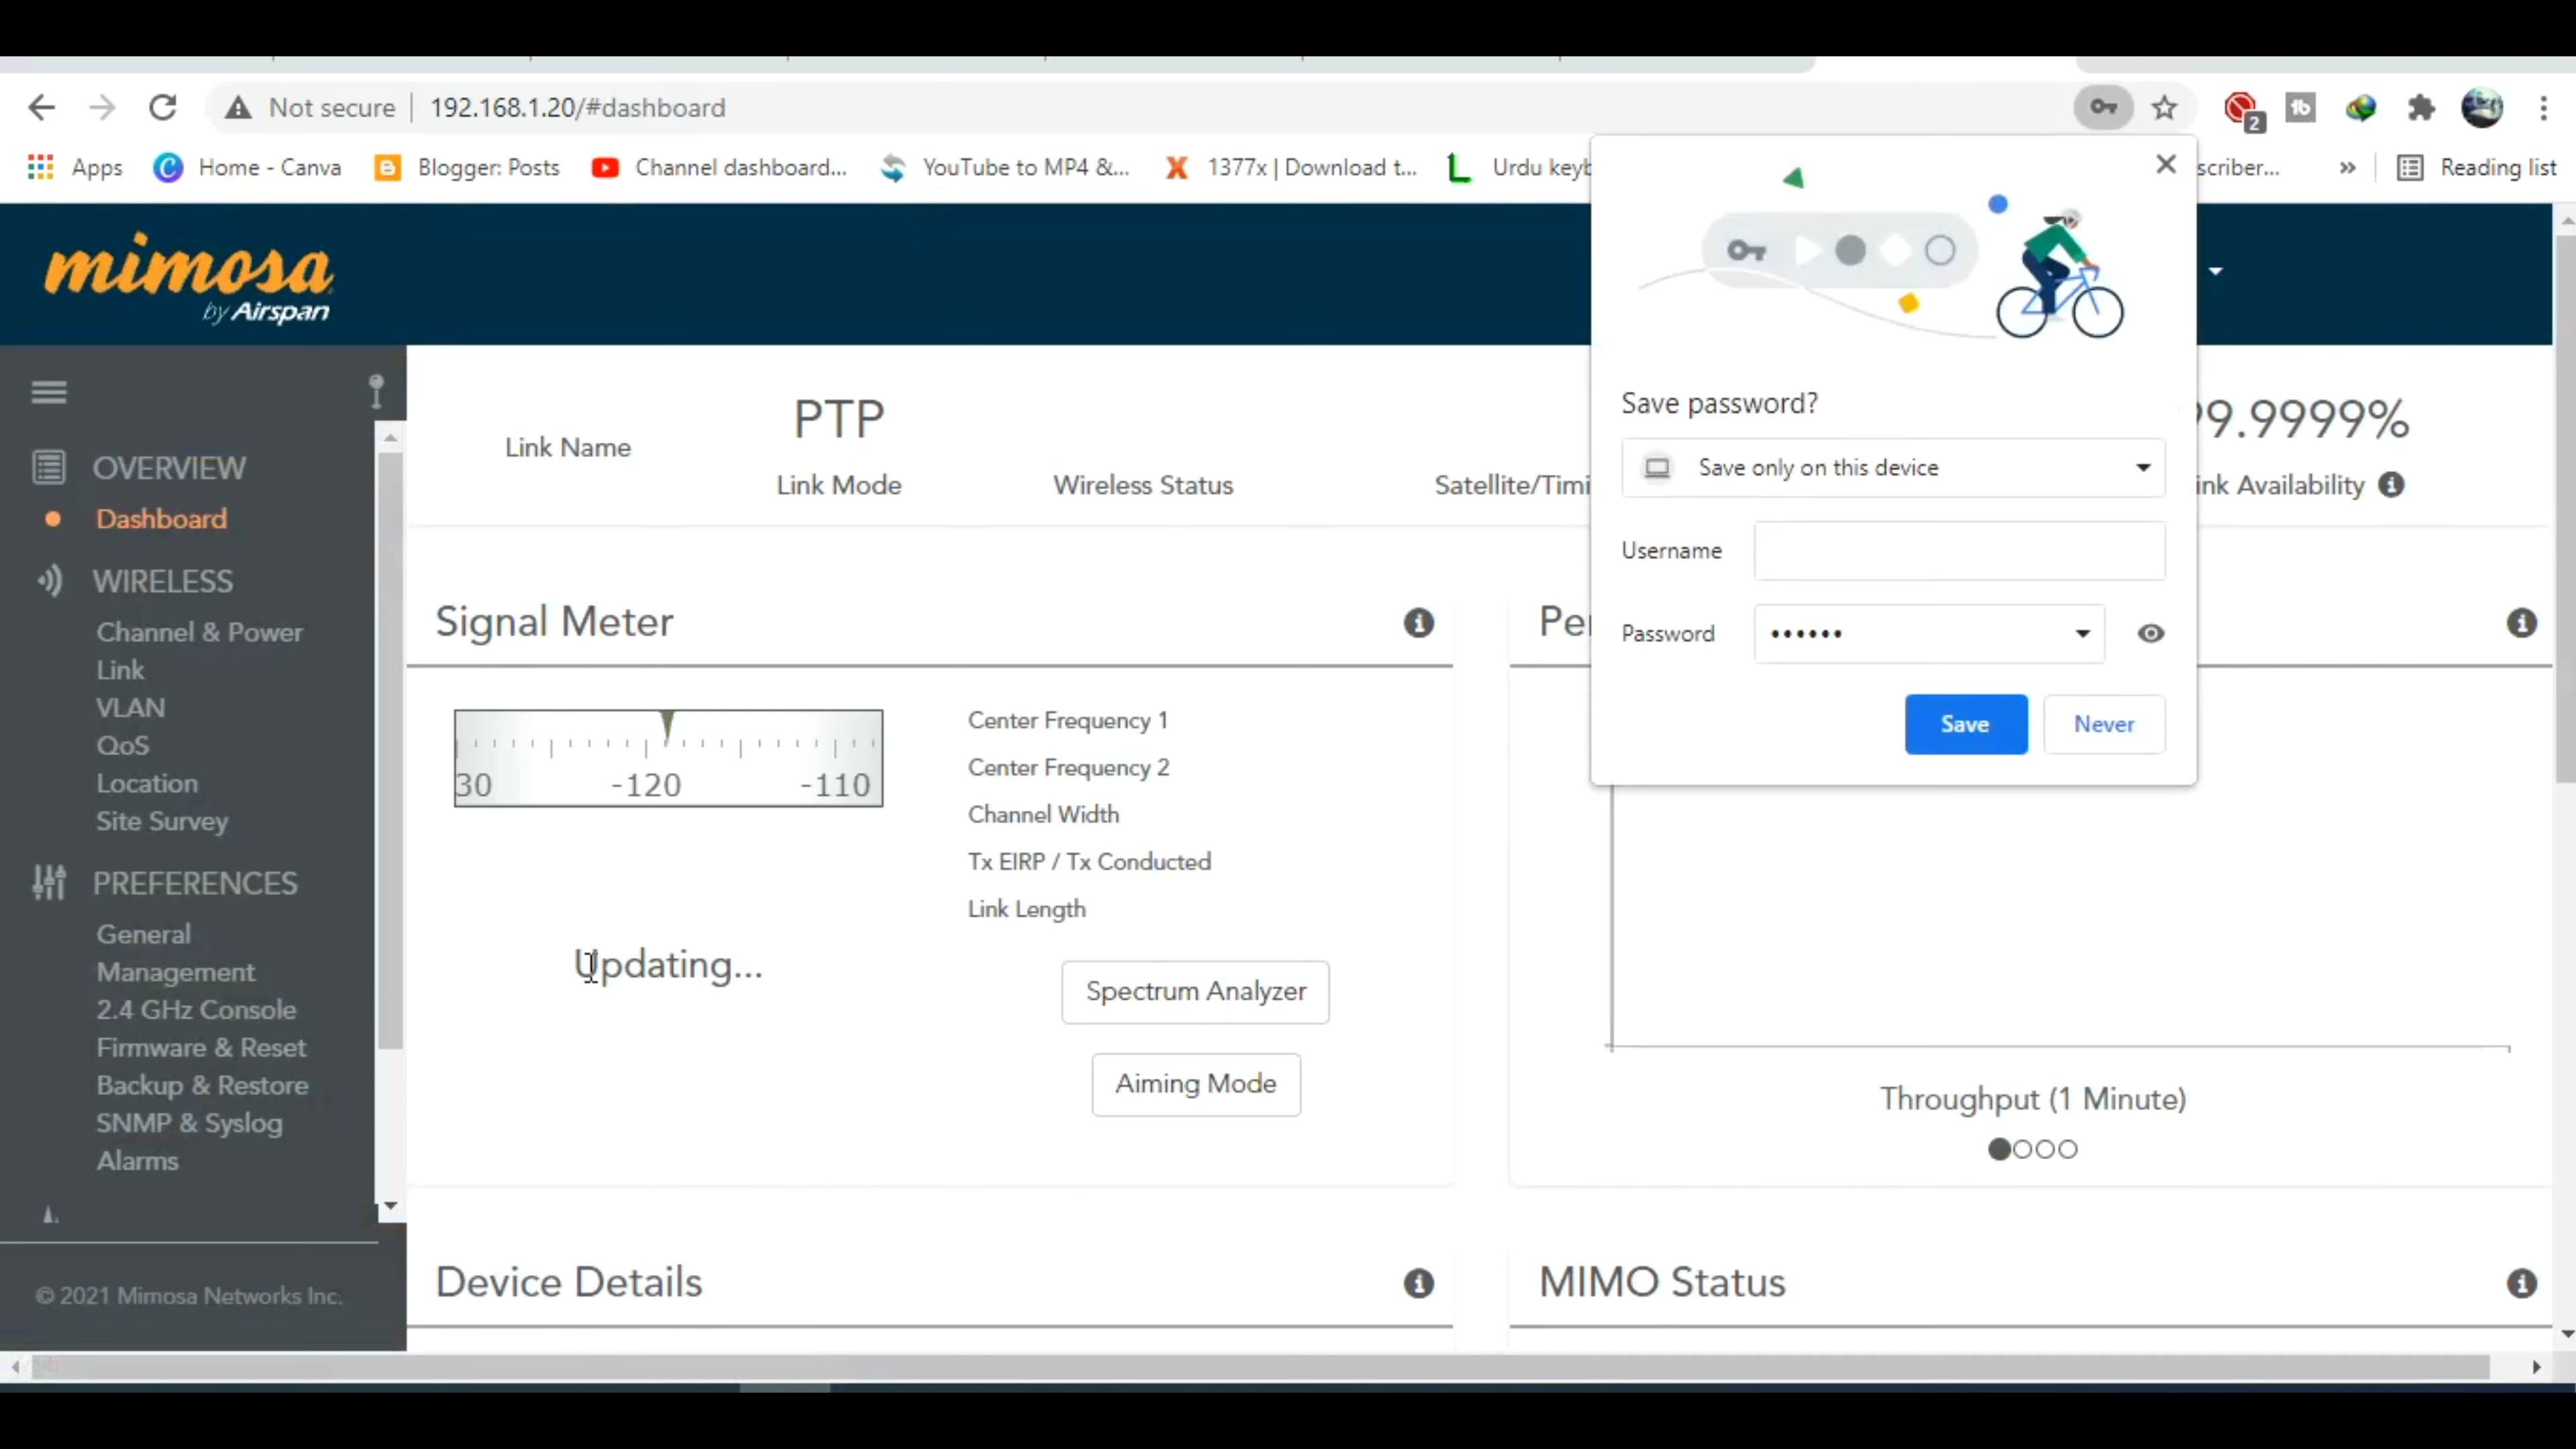 Not secure 192.168.1.20/#dashboard
2
Apps Home - Canva Blogger: Posts Channel dashboard... YouTube to MP4 &... 1377x | Download t... Urdu keyb scriber... » Reading list
mimosa
by Airspan
Save password?
Save only on this device
Username
Password ••••••
Save Never
OVERVIEW
Dashboard
WIRELESS
Channel & Power
Link
VLAN
QoS
Location
Site Survey
PREFERENCES
General
Management
2.4 GHz Console
Firmware & Reset
Backup & Restore
SNMP & Syslog
Alarms
© 2021 Mimosa Networks Inc.
Link Name
PTP
Link Mode
Wireless Status
Satellite/Timi
99.9999%
ink Availability
Signal Meter
30 -120 -110
Updating...
Center Frequency 1
Center Frequency 2
Channel Width
Tx EIRP / Tx Conducted
Link Length
Spectrum Analyzer
Aiming Mode
Per
Throughput (1 Minute)
Device Details
MIMO Status